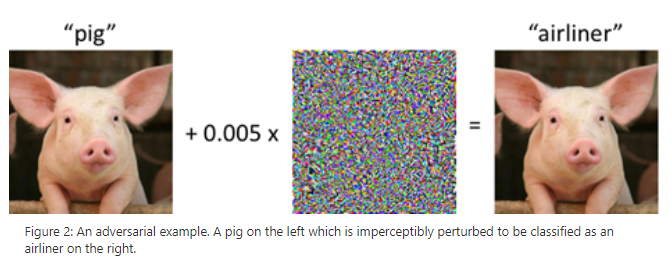 “pig”
“airliner”
+ 0.005 x
=
Figure 2: An adversarial example. A pig on the left which is imperceptibly perturbed to be classified as an
airliner on the right.